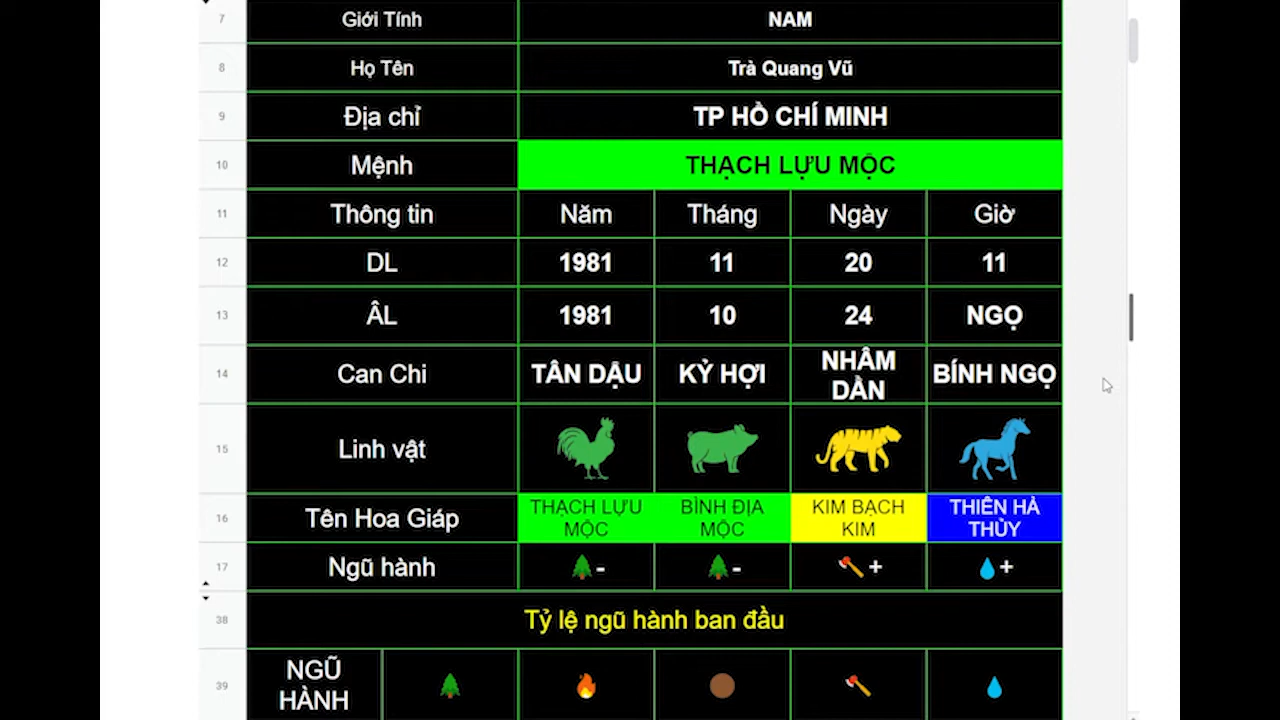 7 Giới Tính NAM
8 Họ Tên Trà Quang Vũ
9 Địa chỉ TP HỒ CHÍ MINH
10 Mệnh THẠCH LỰU MỘC
11 Thông tin Năm Tháng Ngày Giờ
12 DL 1981 11 20 11
13 ÂL 1981 10 24 NGỌ
14 Can Chi TÂN DẬU KỶ HỢI NHÂM DẦN BÍNH NGỌ
15 Linh vật
16 Tên Hoa Giáp THẠCH LỰU MỘC BÌNH ĐỊA MỘC KIM BẠCH KIM THIÊN HÀ THỦY
17 Ngũ hành - - + +
38 Tỷ lệ ngũ hành ban đầu
39 NGŨ HÀNH